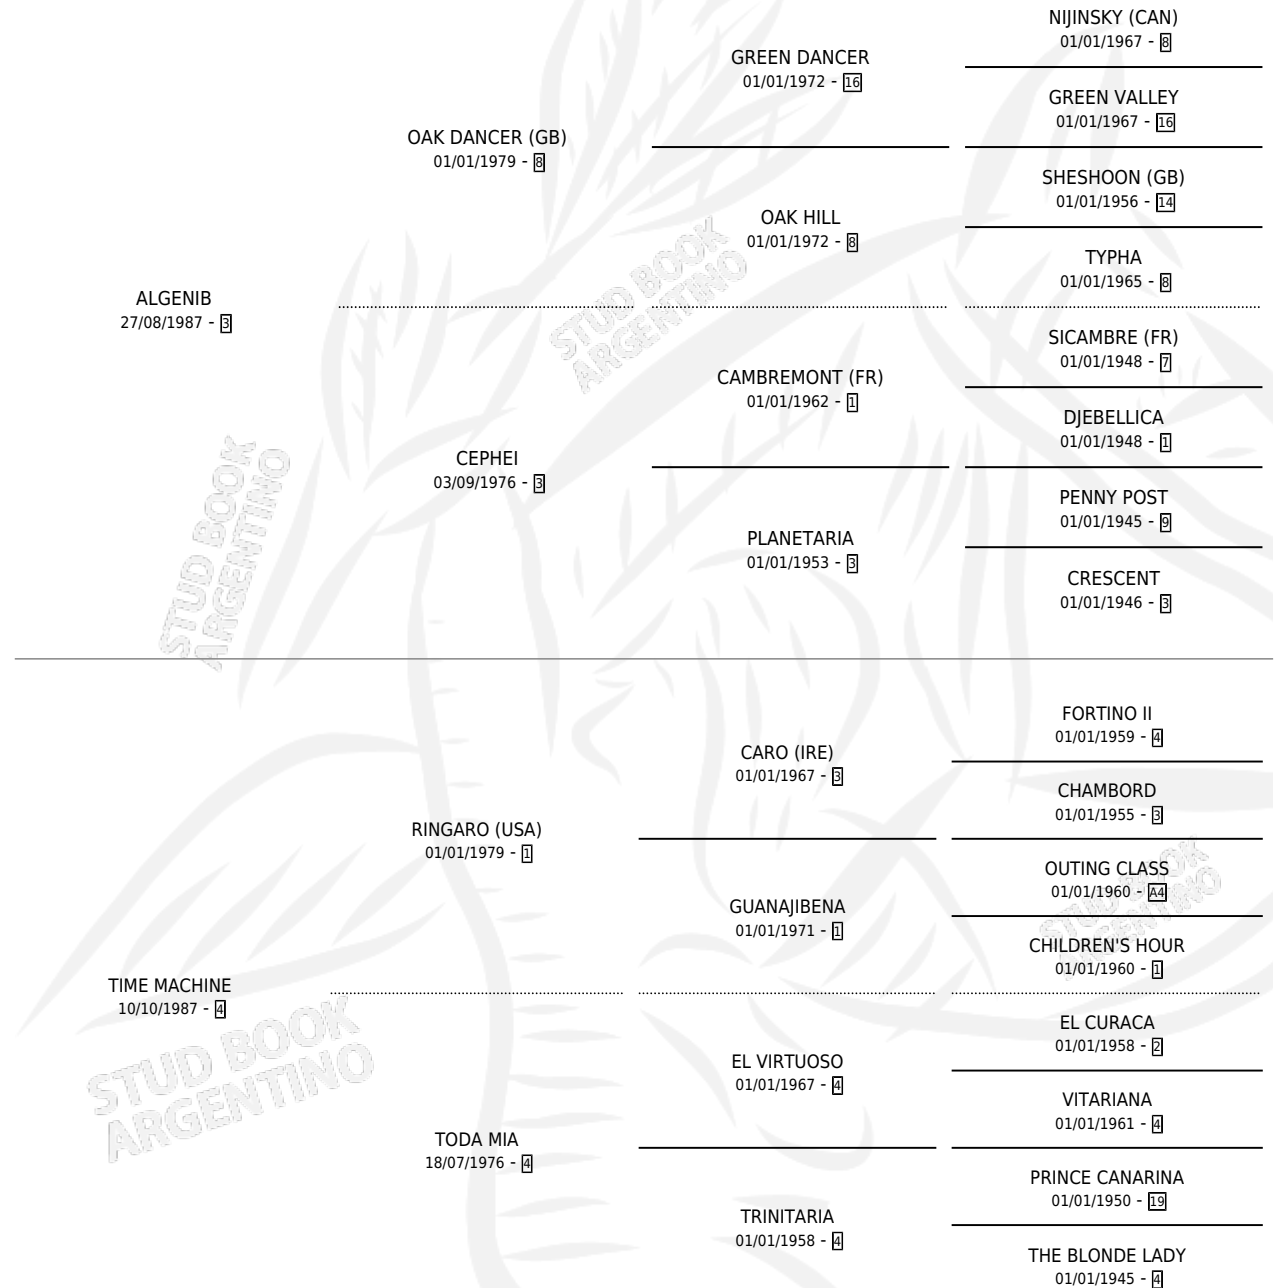 NIJINSKY (CAN)
01/01/1967 - 8
GREEN DANCER
01/01/1972 - 16
GREEN VALLEY
01/01/1967 - 16
OAK DANCER (GB)
01/01/1979 - 8
SHESHOON (GB)
01/01/1956 - 14
OAK HILL
01/01/1972 - 8
TYPHA
01/01/1965 - 8
ALGENIB
27/08/1987 - 3
SICAMBRE (FR)
01/01/1948 - 7
CAMBREMONT (FR)
01/01/1962 - 1
DJEBELLICA
01/01/1948 - 1
CEPHEI
03/09/1976 - 3
PENNY POST
01/01/1945 - 9
PLANETARIA
01/01/1953 - 3
CRESCENT
01/01/1946 - 3
STUD BOOK
ARGENTINO
STUD BOOK
ARGENTINO
FORTINO II
01/01/1959 - 4
CARO (IRE)
01/01/1967 - 3
CHAMBORD
01/01/1955 - 3
RINGARO (USA)
01/01/1979 - 1
OUTING CLASS
01/01/1960 - A4
GUANAJIBENA
01/01/1971 - 1
CHILDREN'S HOUR
01/01/1960 - 1
STUD BOOK
ARGENTINO
TIME MACHINE
10/10/1987 - 4
EL CURACA
01/01/1958 - 2
EL VIRTUOSO
01/01/1967 - 4
VITARIANA
01/01/1961 - 4
STUD BOOK
ARGENTINO
TODA MIA
18/07/1976 - 4
PRINCE CANARINA
01/01/1950 - 19
TRINITARIA
01/01/1958 - 4
THE BLONDE LADY
01/01/1945 - 4